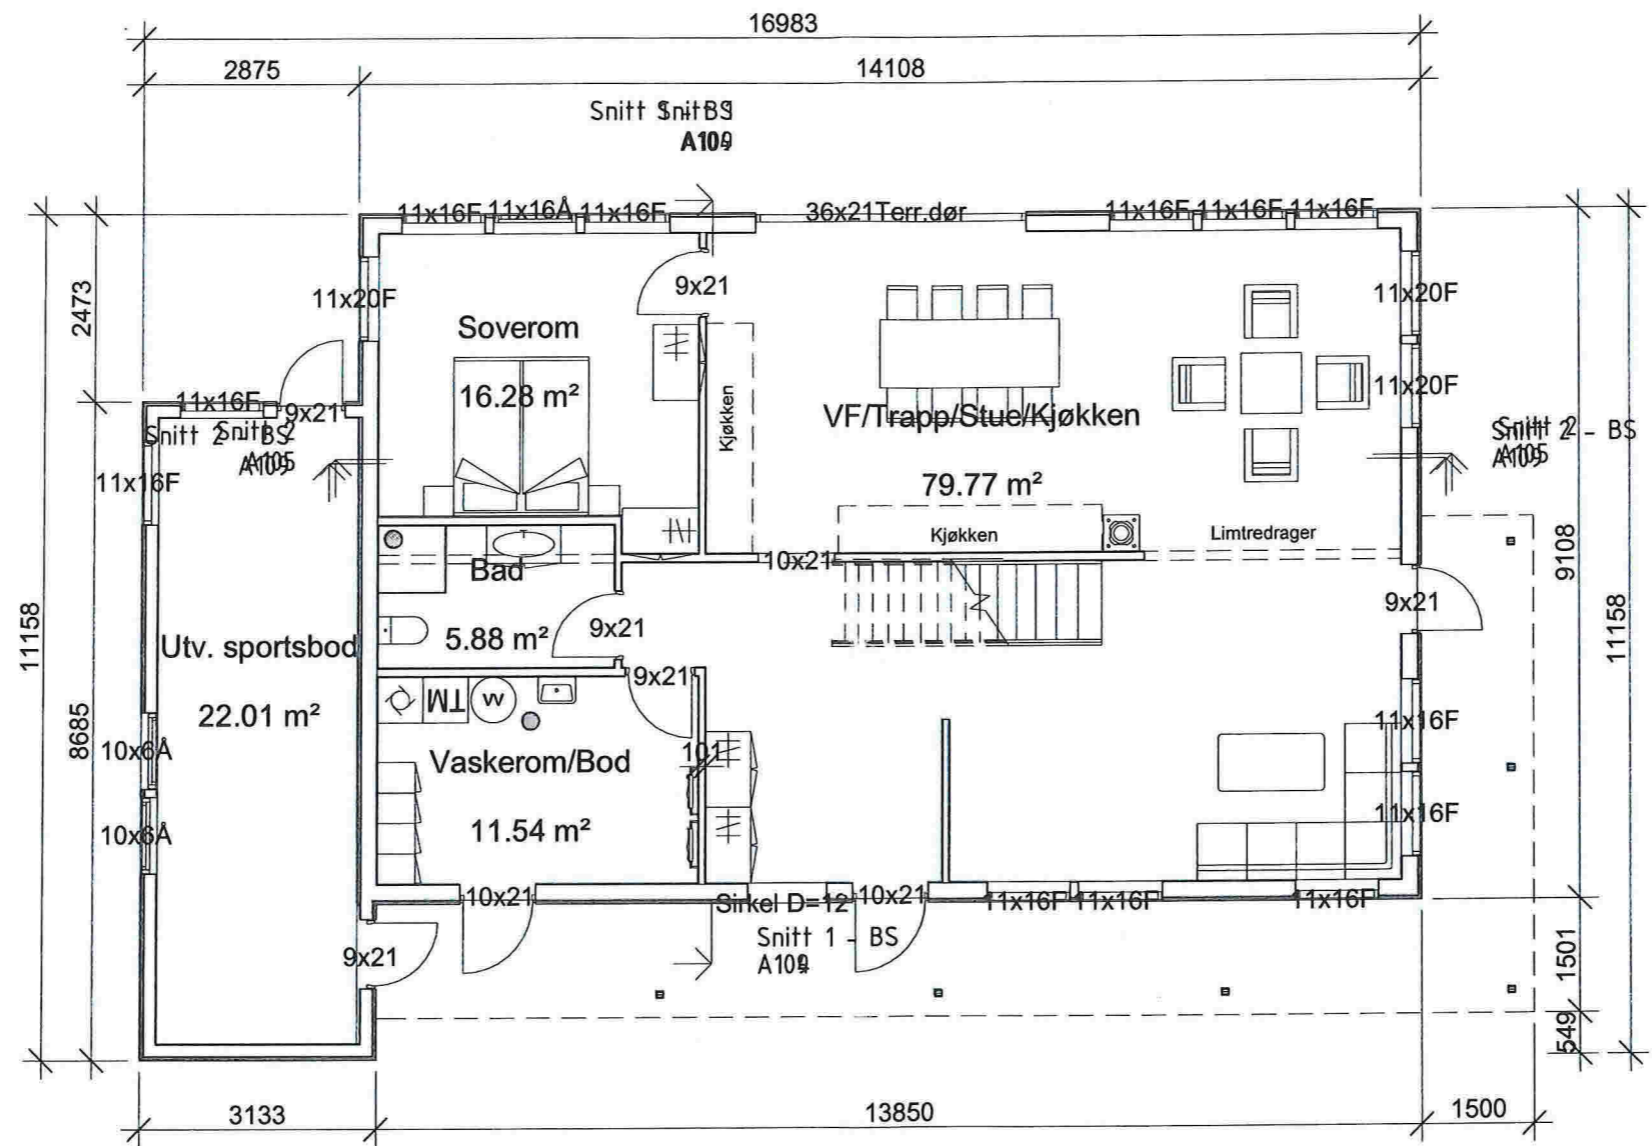 16983
2875
14108
Snitt 1 - BS
A109
11x16F
11x16Å
11x16F
36x21Terr.dør
11x16F
11x16F
11x16F
2473
11x20F
9x21
11x20F
Soverom
16.28 m²
Kjøkken
VF/Trapp/Stue/Kjøkken
79.77 m²
11x20F
11x16F
9x21
Snitt 2 - BS
Snitt 2
A105
Snitt 2 - BS
A105
11x16F
Kjøkken
Limtredrager
10x21
Bad
5.88 m²
9x21
9x21
9108
11158
11158
Utv. sportsbod
22.01 m²
9x21
TM
VV
8685
10x6Å
Vaskerom/Bod
101
11x16F
10x6Å
11.54 m²
11x16F
10x21
Sirkel D=12
10x21
11x16F
11x16F
11x16F
9x21
Snitt 1 - BS
1501
549
3133
13850
1500